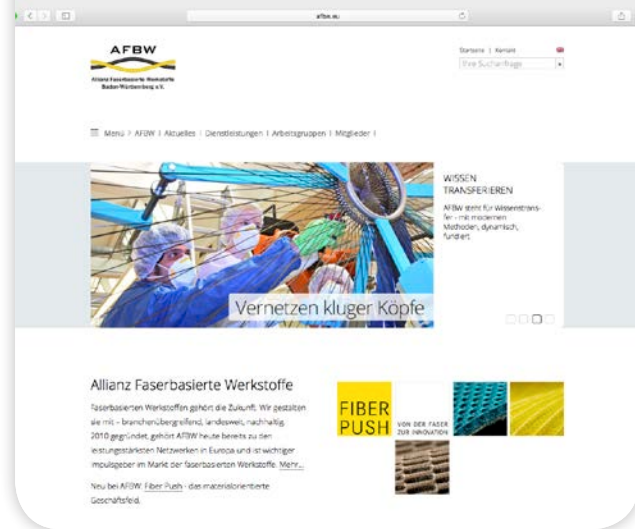 afbw.eu
AFBW
Allianz Faserbasierte Werkstoffe
Baden-Württemberg e.V.
Startseite | Kontakt
Ihre Suchanfrage
Menü > AFBW | Aktuelles | Dienstleistungen | Arbeitsgruppen | Mitglieder |
WISSEN
TRANSFERIEREN
AFBW steht für Wissenstrans-
fer - mit modernen
Methoden, dynamisch,
fundiert.
Vernetzen kluger Köpfe
Allianz Faserbasierte Werkstoffe
Faserbasierten Werkstoffen gehört die Zukunft. Wir gestalten
sie mit – branchenübergreifend, landesweit, nachhaltig.
2010 gegründet, gehört AFBW heute bereits zu den
leistungsstärksten Netzwerken in Europa und ist wichtiger
Impulsgeber im Markt der faserbasierten Werkstoffe. Mehr...
Neu bei AFBW: Fiber Push - das materialorientierte
Geschäftsfeld.
FIBER
PUSH
VON DER FASER
ZUR INNOVATION